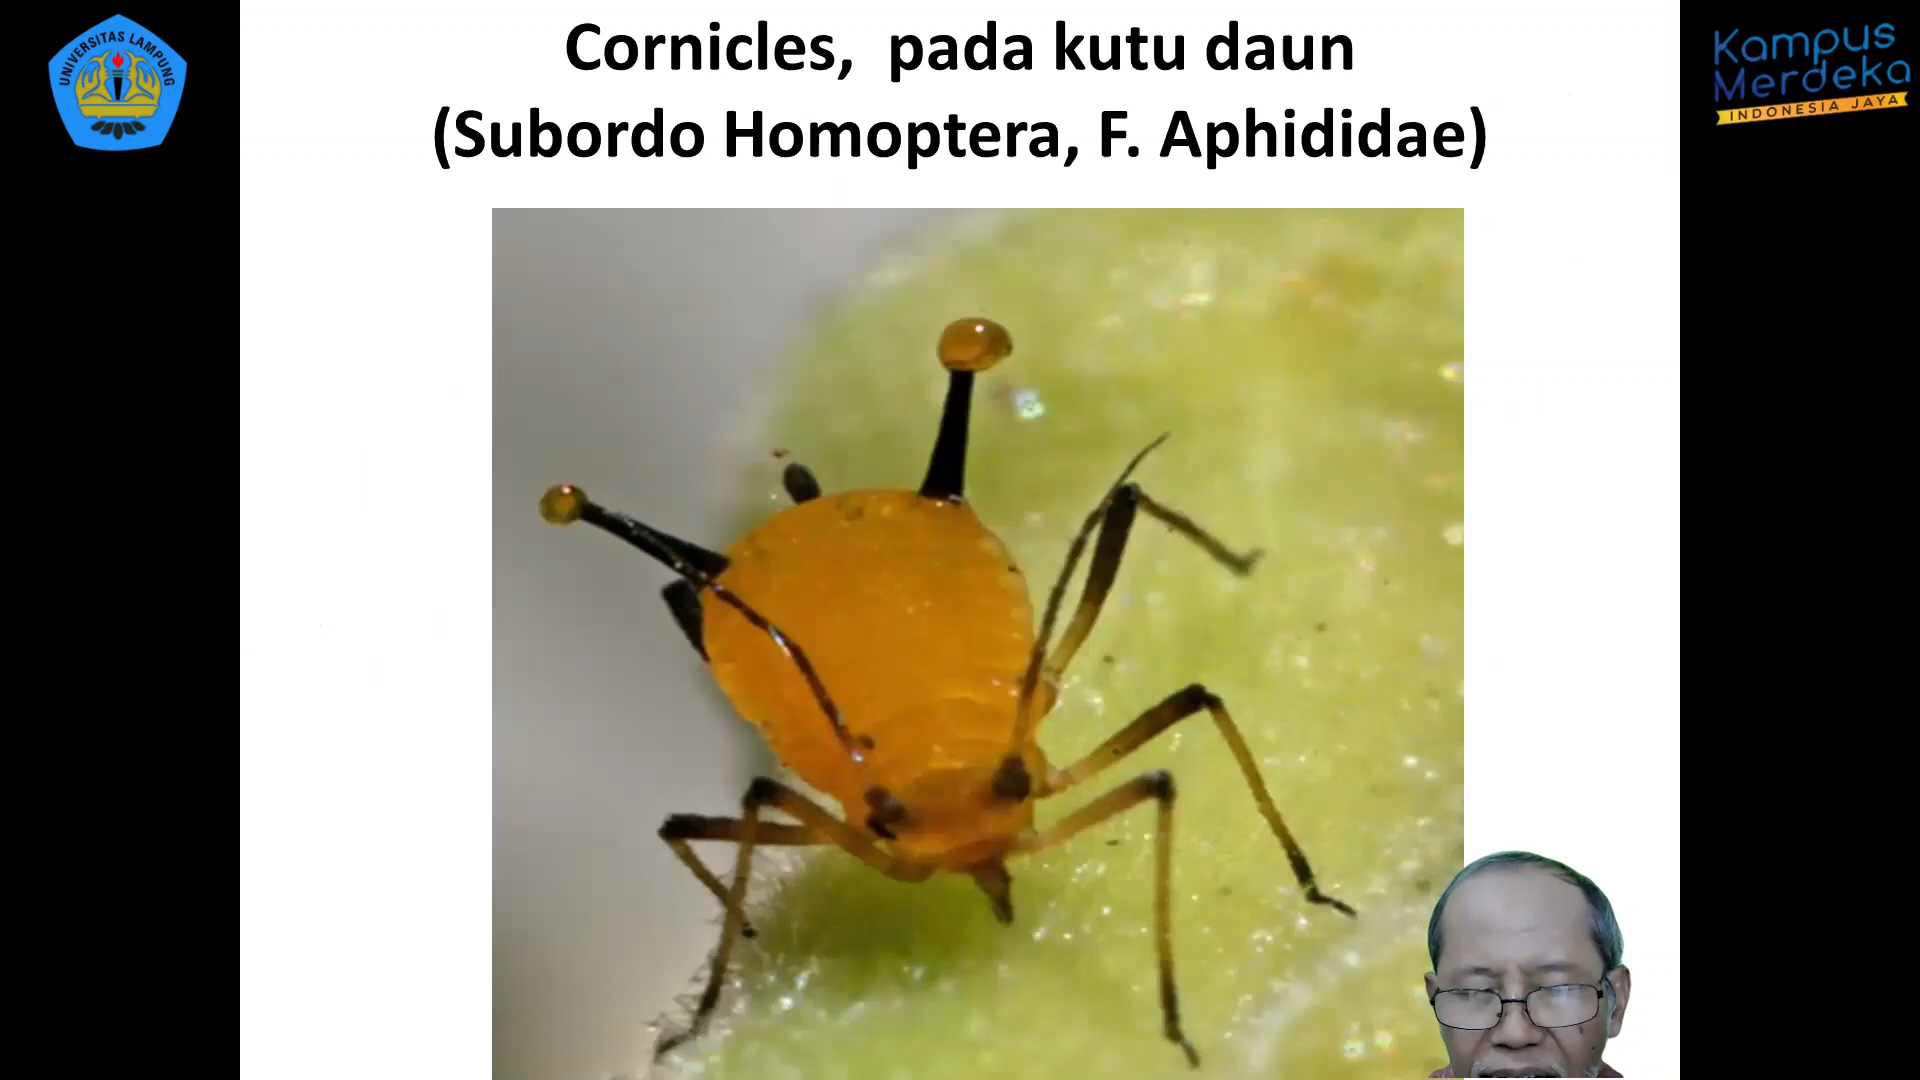 UNIVERSITAS LAMPUNG
Cornicles, pada kutu daun
(Subordo Homoptera, F. Aphididae)
Kampus
Merdeka
INDONESIA JAYA